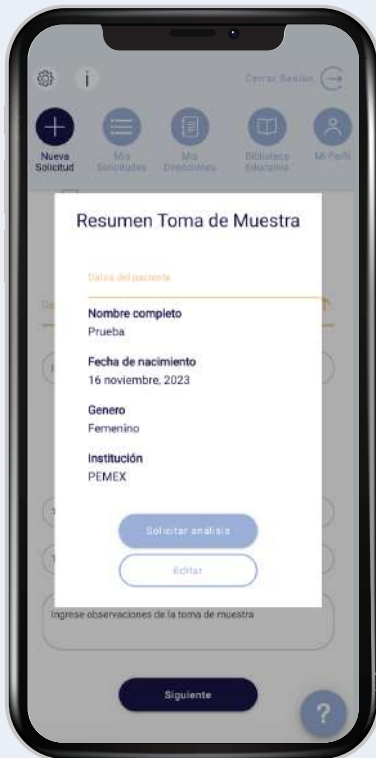 i
Cerrar Sesión
Nueva Solicitud
Mis Solicitudes
Mis Direcciones
Biblioteca Educativa
Mi Perfil
Resumen Toma de Muestra
Datos del paciente
Nombre completo
Prueba
Fecha de nacimiento
16 noviembre, 2023
Genero
Femenino
Institución
PEMEX
Solicitar análisis
Editar
Ingrese observaciones de la toma de muestra
Siguiente
?